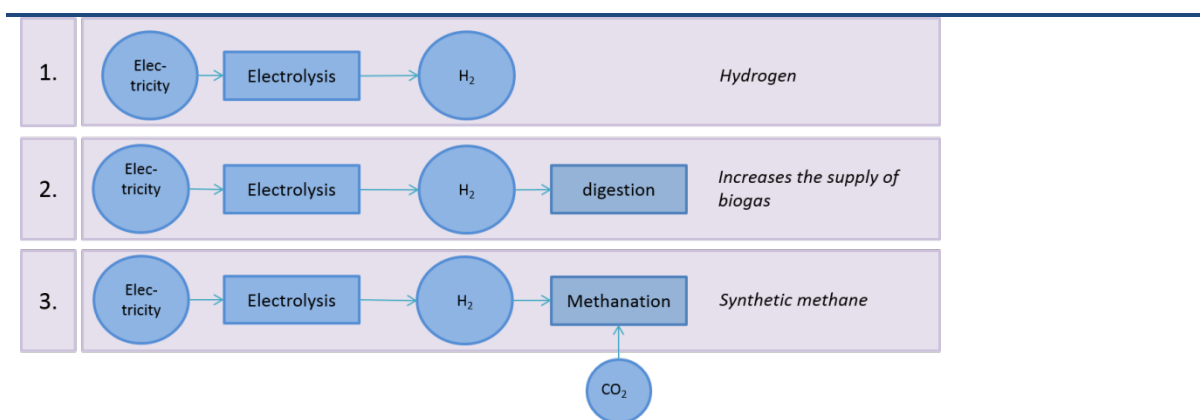 1.
Elec-
tricity
Electrolysis
H₂
Hydrogen
2.
Elec-
tricity
Electrolysis
H₂
digestion
Increases the supply of
biogas
3.
Elec-
tricity
Electrolysis
H₂
Methanation
Synthetic methane
CO₂